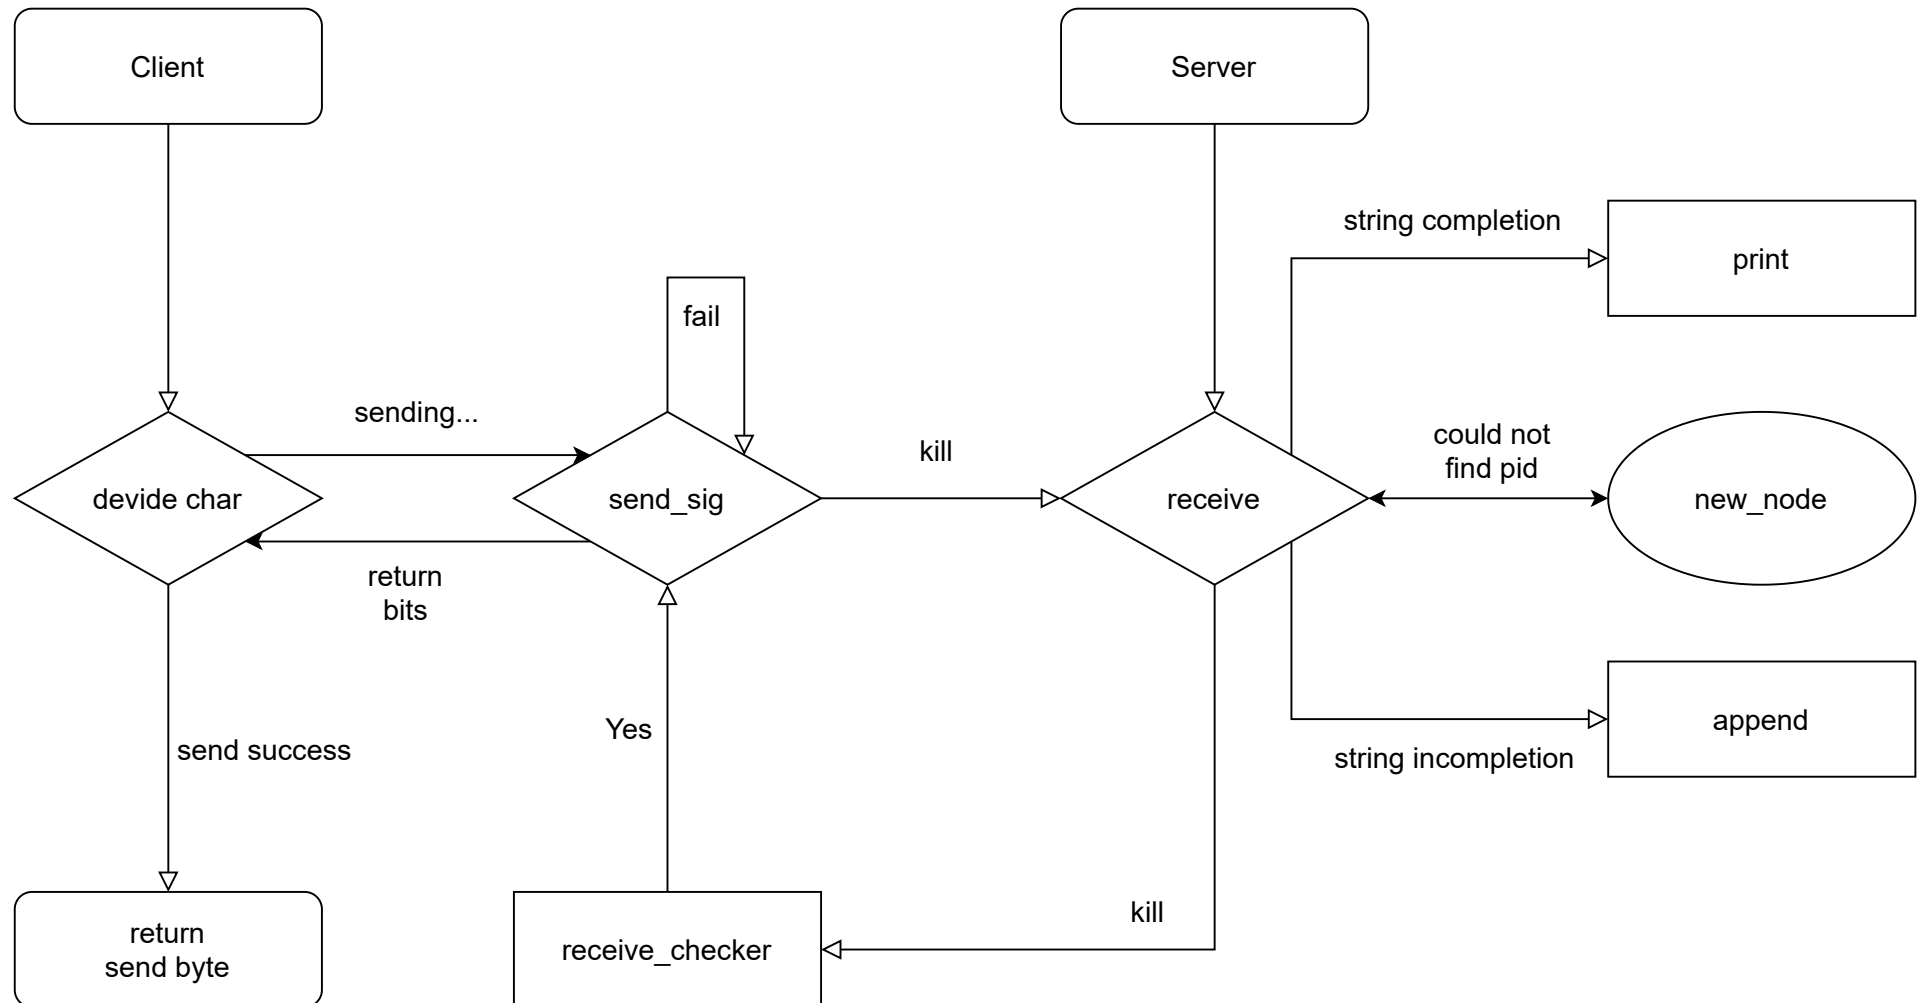 Client
Server
string completion
print
fail
sending...
kill
could not
find pid
devide char
send_sig
receive
new_node
return
bits
Yes
send success
append
string incompletion
kill
return
send byte
receive_checker